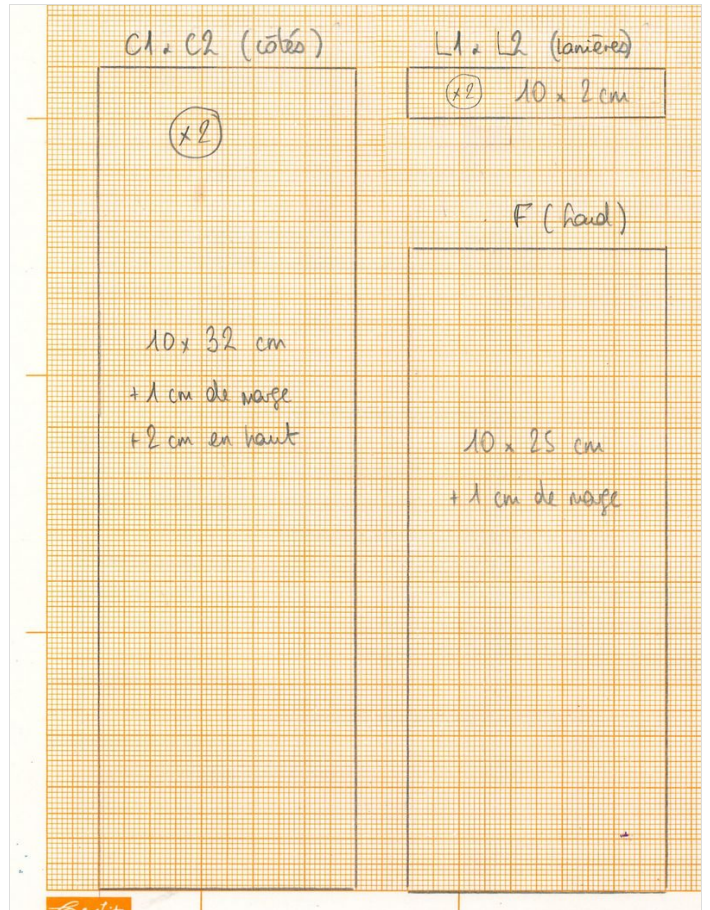 C1 & C2 (côtés)
x2
10 x 32 cm
+ 1 cm de marge
+ 2 cm en haut
L1 & L2 (lanières)
x2 10 x 2 cm
F (fond)
10 x 25 cm
+ 1 cm de marge